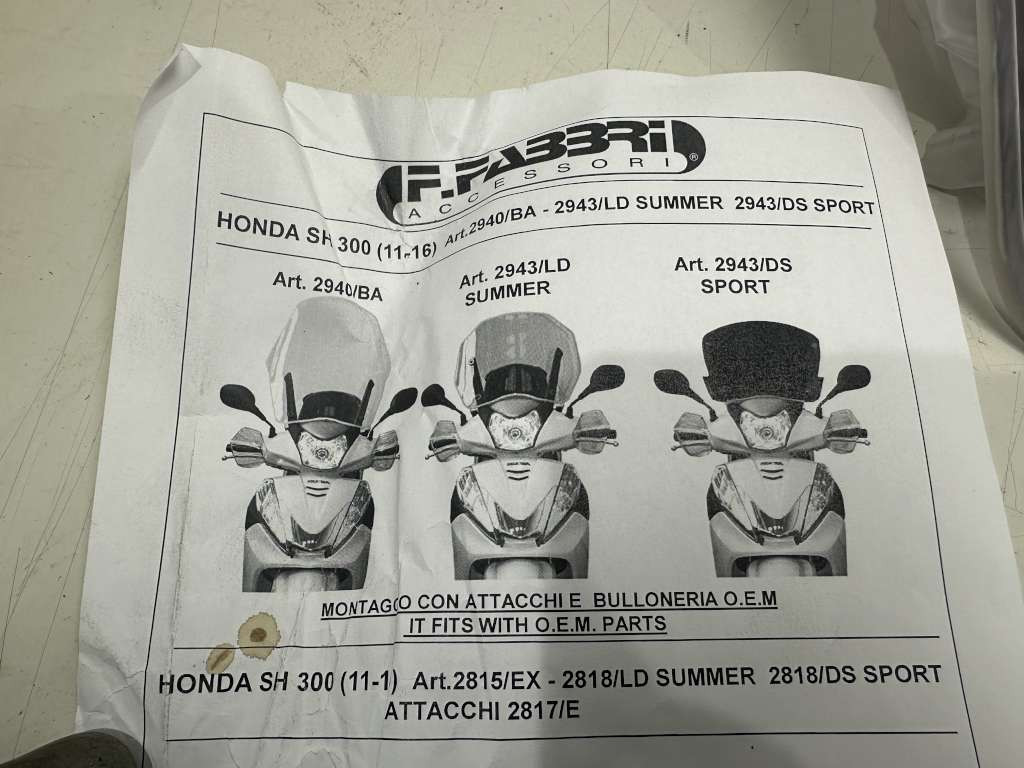 F.FABBRI
ACCESSORI ®
HONDA SH 300 (11-16) Art.2940/BA - 2943/LD SUMMER 2943/DS SPORT
Art. 2940/BA
Art. 2943/LD
SUMMER
Art. 2943/DS
SPORT
MONTAGGO CON ATTACCHI E BULLONERIA O.E.M
IT FITS WITH O.E.M. PARTS
HONDA SH 300 (11-1) Art.2815/EX - 2818/LD SUMMER 2818/DS SPORT
ATTACCHI 2817/E